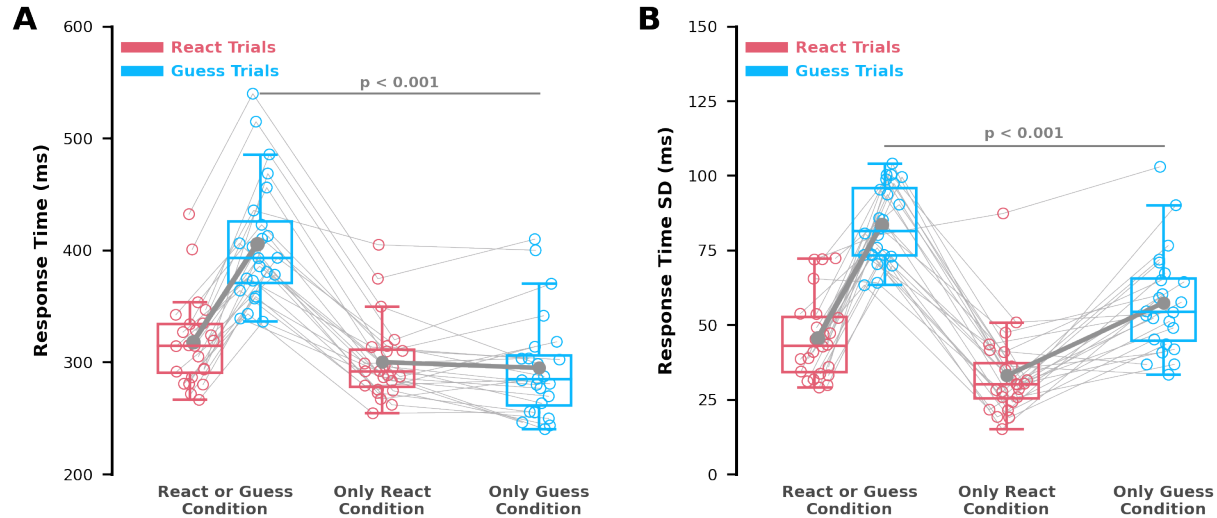 A
600
500
400
300
200
Response Time (ms)
React Trials
Guess Trials
p < 0.001
React or Guess
Condition
Only React
Condition
Only Guess
Condition
B
150
125
100
75
50
25
0
Response Time SD (ms)
React Trials
Guess Trials
p < 0.001
React or Guess
Condition
Only React
Condition
Only Guess
Condition